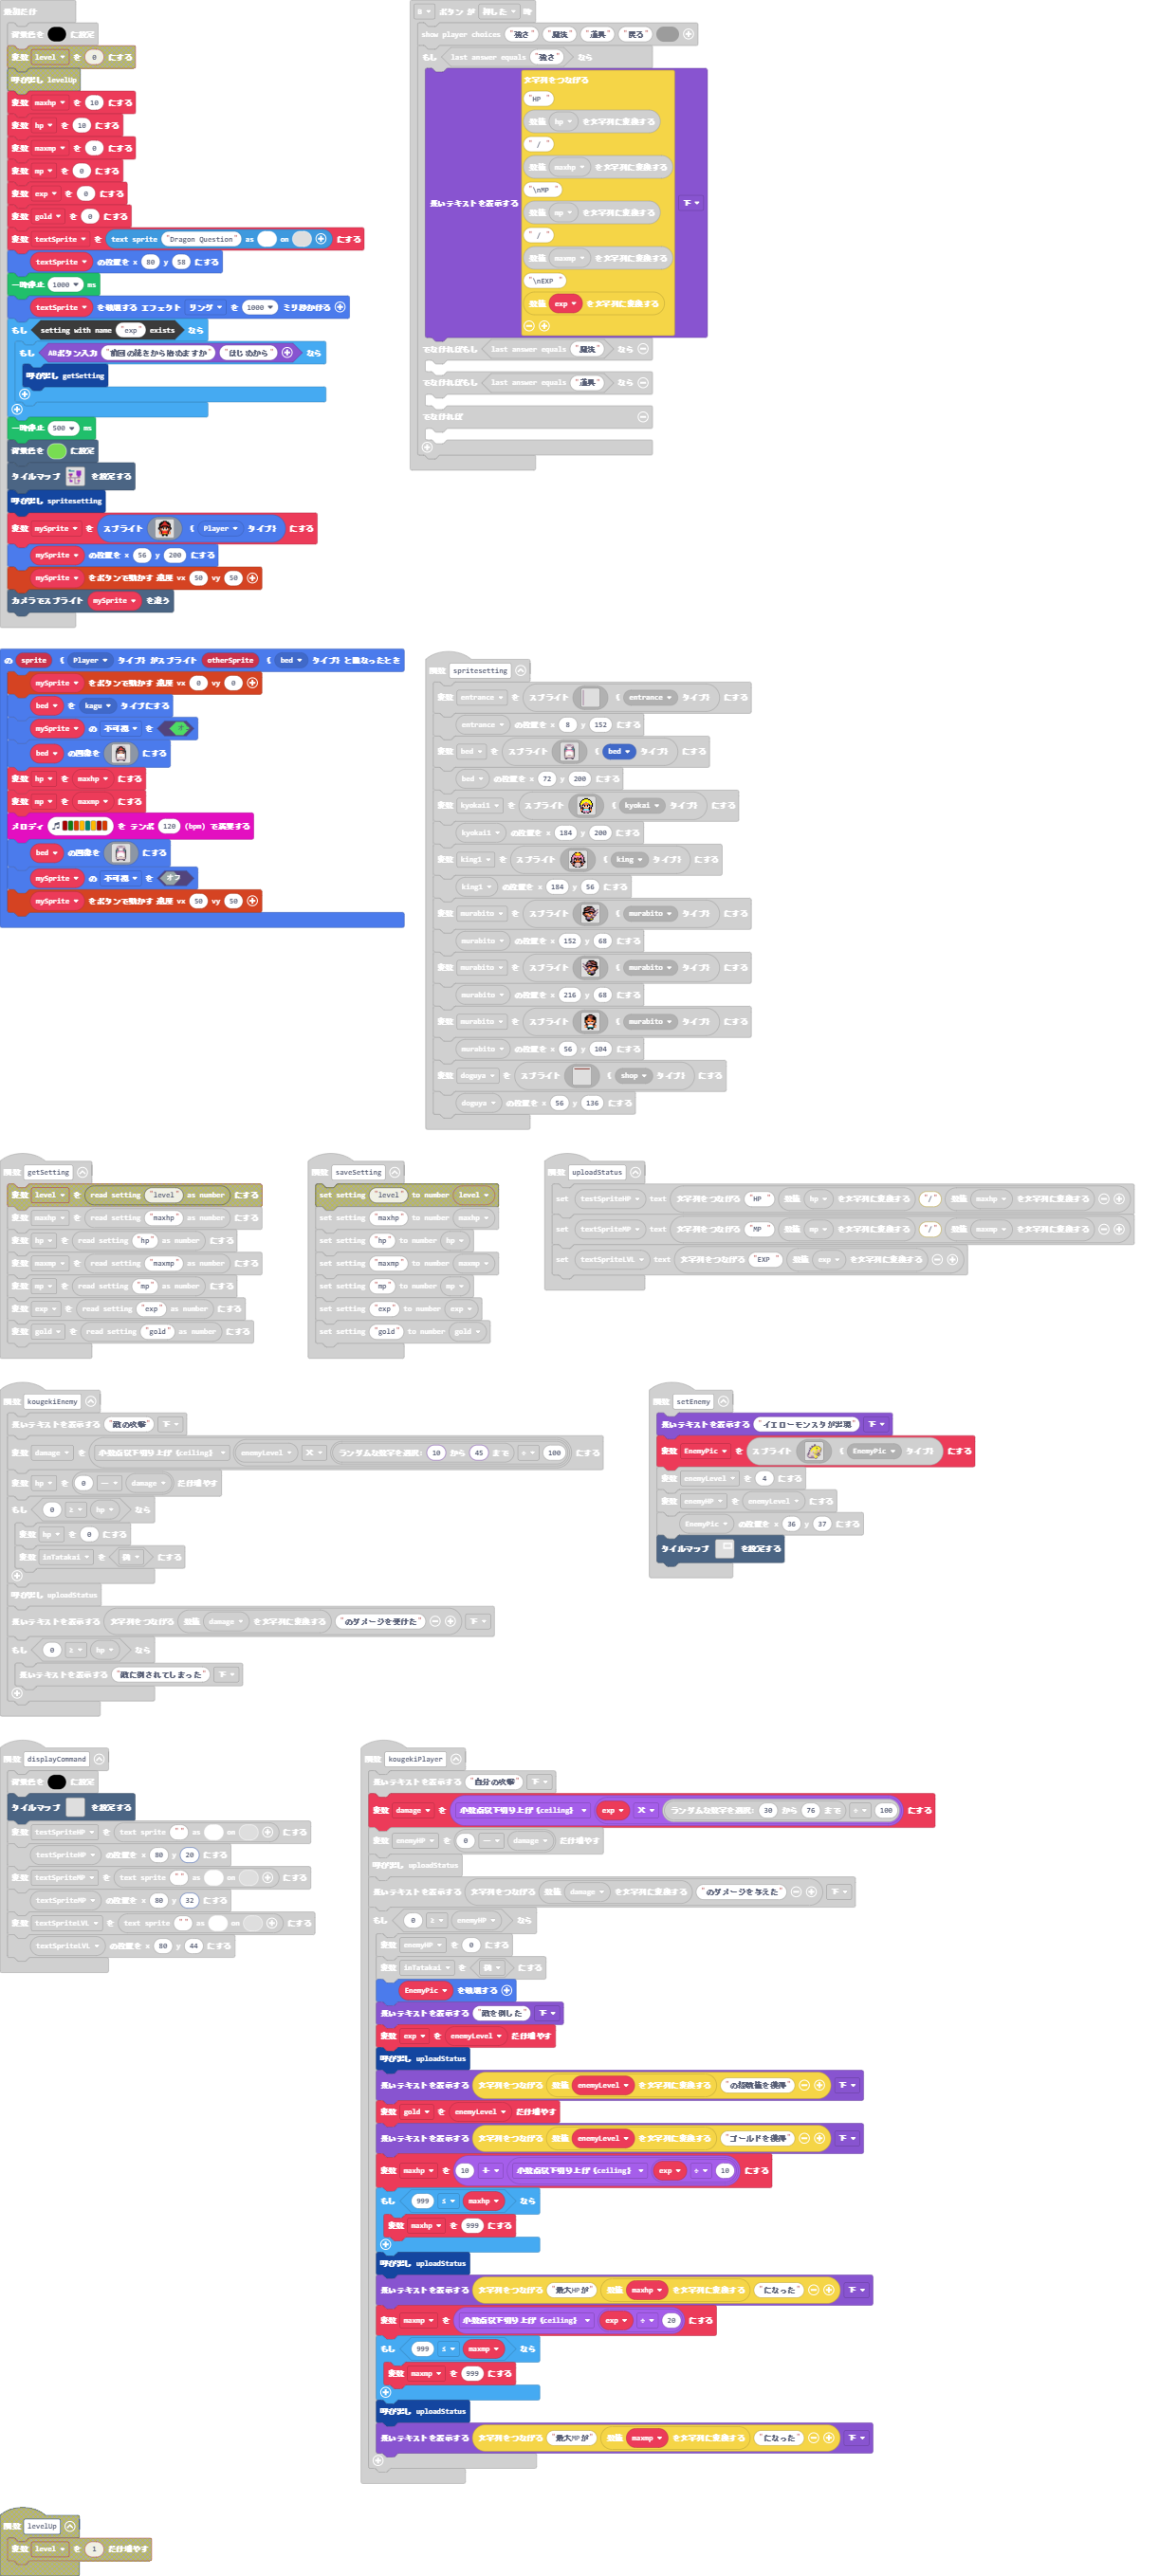 最初だけ
背景色を に設定
変数 level を 0 にする
呼び出し levelUp
変数 maxhp を 10 にする
変数 hp を 10 にする
変数 maxmp を 0 にする
変数 mp を 0 にする
変数 exp を 0 にする
変数 gold を 0 にする
変数 textSprite を text sprite "Dragon Question" as on にする
textSprite の位置を x 80 y 58 にする
一時停止 1000 ms
textSprite を破壊する エフェクト リング を 1000 ミリ秒かける
もし setting with name "exp" exists なら
もし ABボタン入力 "前回の続きから始めますか" "はじめから" なら
呼び出し getSetting
一時停止 500 ms
背景色を に設定
タイルマップ を設定する
呼び出し spritesetting
変数 mySprite を スプライト ( Player タイプ) にする
mySprite の位置を x 56 y 200 にする
mySprite をボタンで動かす 速度 vx 50 vy 50
カメラでスプライト mySprite を追う
B ボタン が 押した 時
show player choices "強さ" "魔法" "道具" "戻る"
もし last answer equals "強さ" なら
長いテキストを表示する 下
文字列をつなげる
"HP "
数値 hp を文字列に変換する
" / "
数値 maxhp を文字列に変換する
"\nMP "
数値 mp を文字列に変換する
" / "
数値 maxmp を文字列に変換する
"\nEXP "
数値 exp を文字列に変換する
でなければもし last answer equals "魔法" なら
でなければもし last answer equals "道具" なら
でなければ
の sprite ( Player タイプ) がスプライト otherSprite ( bed タイプ) と重なったとき
mySprite をボタンで動かす 速度 vx 0 vy 0
bed を kagu タイプにする
mySprite の 不可視 を オン
bed の画像を にする
変数 hp を maxhp にする
変数 mp を maxmp にする
メロディ を テンポ 120 (bpm) で演奏する
bed の画像を にする
mySprite の 不可視 を オフ
mySprite をボタンで動かす 速度 vx 50 vy 50
関数 spritesetting
変数 entrance を スプライト ( entrance タイプ) にする
entrance の位置を x 8 y 152 にする
変数 bed を スプライト ( bed タイプ) にする
bed の位置を x 72 y 200 にする
変数 kyokai1 を スプライト ( kyokai タイプ) にする
kyokai1 の位置を x 184 y 200 にする
変数 king1 を スプライト ( king タイプ) にする
king1 の位置を x 184 y 56 にする
変数 murabito を スプライト ( murabito タイプ) にする
murabito の位置を x 152 y 68 にする
変数 murabito を スプライト ( murabito タイプ) にする
murabito の位置を x 216 y 68 にする
変数 murabito を スプライト ( murabito タイプ) にする
murabito の位置を x 56 y 104 にする
変数 doguya を スプライト ( shop タイプ) にする
doguya の位置を x 56 y 136 にする
関数 getSetting
変数 level を read setting "level" as number にする
変数 maxhp を read setting "maxhp" as number にする
変数 hp を read setting "hp" as number にする
変数 maxmp を read setting "maxmp" as number にする
変数 mp を read setting "mp" as number にする
変数 exp を read setting "exp" as number にする
変数 gold を read setting "gold" as number にする
関数 saveSetting
set setting "level" to number level
set setting "maxhp" to number maxhp
set setting "hp" to number hp
set setting "maxmp" to number maxmp
set setting "mp" to number mp
set setting "exp" to number exp
set setting "gold" to number gold
関数 uploadStatus
set textSpriteHP text 文字列をつなげる "HP " 数値 hp を文字列に変換する "/" 数値 maxhp を文字列に変換する
set textSpriteMP text 文字列をつなげる "MP " 数値 mp を文字列に変換する "/" 数値 maxmp を文字列に変換する
set textSpriteLVL text 文字列をつなげる "EXP " 数値 exp を文字列に変換する
関数 kougekiEnemy
長いテキストを表示する "敵の攻撃" 下
変数 damage を 小数点以下切り上げ (ceiling) enemyLevel × ランダムな数字を選択: 10 から 45 まで ÷ 100 にする
変数 hp を 0 - damage だけ増やす
もし 0 ≥ hp なら
変数 hp を 0 にする
変数 inTatakai を 偽 にする
呼び出し uploadStatus
長いテキストを表示する 文字列をつなげる 数値 damage を文字列に変換する "のダメージを受けた" 下
もし 0 ≥ hp なら
長いテキストを表示する "敵に倒されてしまった" 下
関数 setEnemy
長いテキストを表示する "イエローモンスタが出現" 下
変数 EnemyPic を スプライト ( EnemyPic タイプ) にする
変数 enemyLevel を 4 にする
変数 enemyHP を enemyLevel にする
EnemyPic の位置を x 36 y 37 にする
タイルマップ を設定する
関数 displayCommand
背景色を に設定
タイルマップ を設定する
変数 textSpriteHP を text sprite "" as on にする
textSpriteHP の位置を x 80 y 20 にする
変数 textSpriteMP を text sprite "" as on にする
textSpriteMP の位置を x 80 y 32 にする
変数 textSpriteLVL を text sprite "" as on にする
textSpriteLVL の位置を x 80 y 44 にする
関数 kougekiPlayer
長いテキストを表示する "自分の攻撃" 下
変数 damage を 小数点以下切り上げ (ceiling) exp × ランダムな数字を選択: 30 から 76 まで ÷ 100 にする
変数 enemyHP を 0 - damage だけ増やす
呼び出し uploadStatus
長いテキストを表示する 文字列をつなげる 数値 damage を文字列に変換する "のダメージを与えた" 下
もし 0 ≥ enemyHP なら
変数 enemyHP を 0 にする
変数 inTatakai を 偽 にする
EnemyPic を破壊する
長いテキストを表示する "敵を倒した" 下
変数 exp を enemyLevel だけ増やす
呼び出し uploadStatus
長いテキストを表示する 文字列をつなげる 数値 enemyLevel を文字列に変換する "の経験値を獲得" 下
変数 gold を enemyLevel だけ増やす
長いテキストを表示する 文字列をつなげる 数値 enemyLevel を文字列に変換する "ゴールドを獲得" 下
変数 maxhp を 10 + 小数点以下切り上げ (ceiling) exp ÷ 10 にする
もし 999 ≤ maxhp なら
変数 maxhp を 999 にする
呼び出し uploadStatus
長いテキストを表示する 文字列をつなげる "最大HPが" 数値 maxhp を文字列に変換する "になった" 下
変数 maxmp を 小数点以下切り上げ (ceiling) exp ÷ 20 にする
もし 999 ≤ maxmp なら
変数 maxmp を 999 にする
呼び出し uploadStatus
長いテキストを表示する 文字列をつなげる "最大MPが" 数値 maxmp を文字列に変換する "になった" 下
関数 levelUp
変数 level を 1 だけ増やす